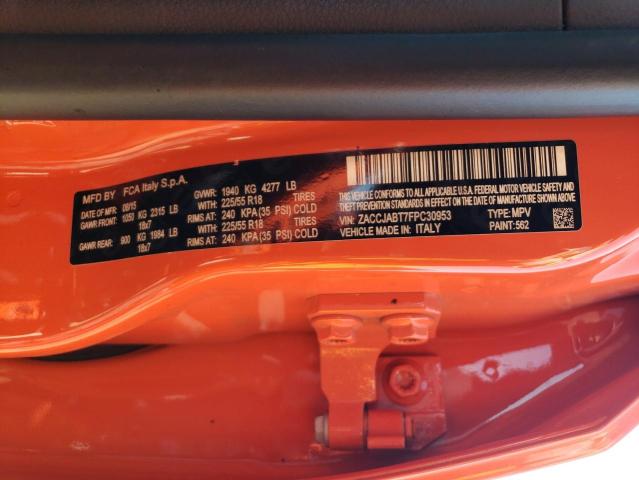 MFD BY FCA Italy S.p.A.
DATE OF MFR 08/15 GVWR: 1940 KG 4277 LB
GAWR FRONT: 1050 KG 2315 LB 225/55 R18 TIRES
18x7 RIMS AT: 240 KPA(35 PSI) COLD
GAWR REAR: 900 KG 1984 LB 225/55 R18 TIRES
18x7 RIMS AT: 240 KPA(35 PSI) COLD
THIS VEHICLE CONFORMS TO ALL APPLICABLE
U.S.A. FEDERAL MOTOR VEHICLE SAFETY, BUMPER AND
THEFT PREVENTION STANDARDS IN EFFECT ON THE DATE OF
MANUFACTURE SHOWN ABOVE.
VIN: ZACCJABT7FPC30953 TYPE: MPV
VEHICLE MADE IN: ITALY PAINT: 562